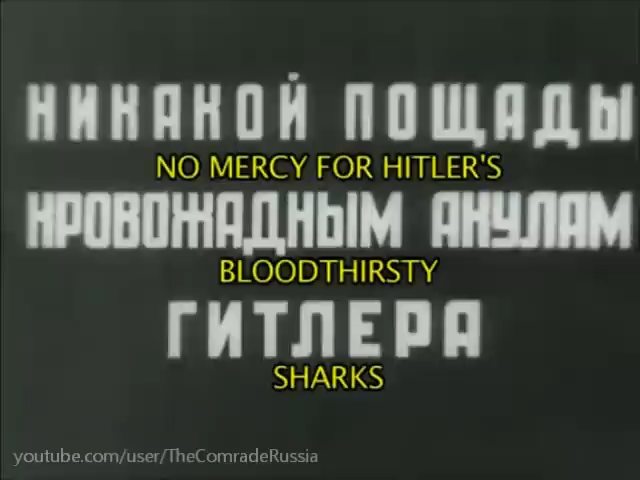 НИКАКОЙ ПОЩАДЫ
NO MERCY FOR HITLER'S
КРОВОЖАДНЫМ АКУЛАМ
BLOODTHIRSTY
ГИТЛЕРА
SHARKS
youtube.com/user/TheComradeRussia